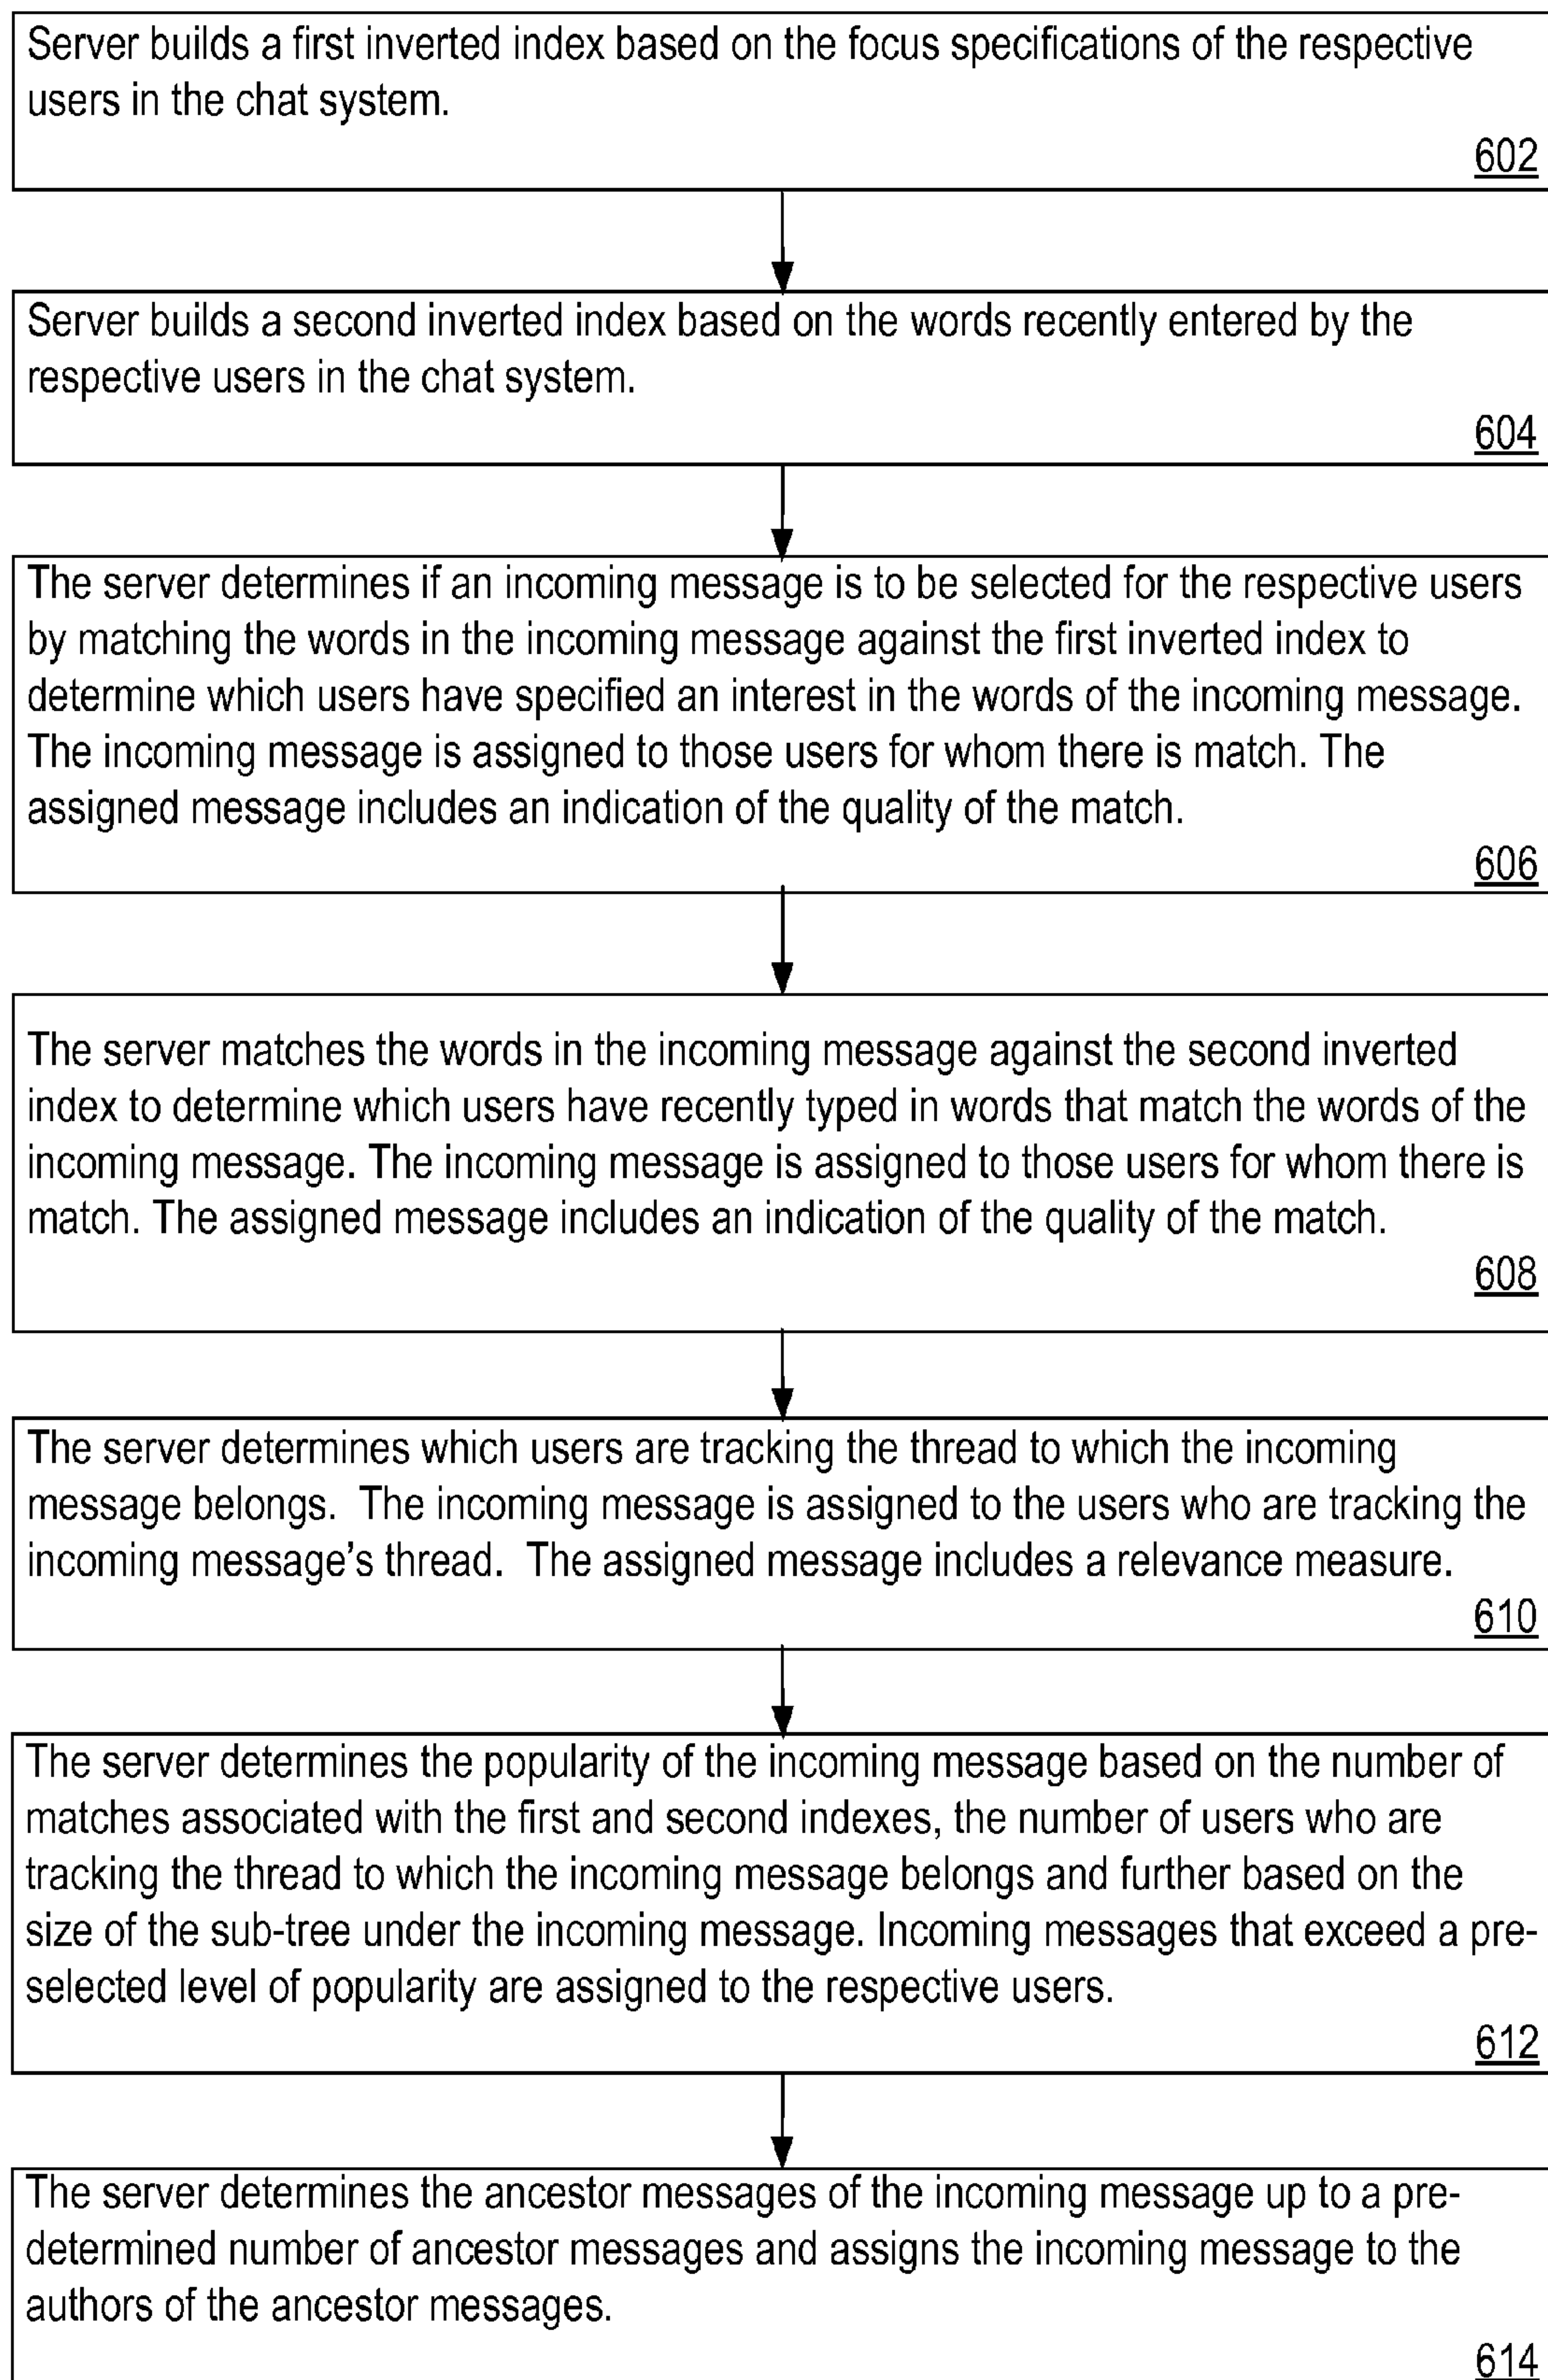 Server builds a first inverted index based on the focus specifications of the respective
users in the chat system.
602
Server builds a second inverted index based on the words recently entered by the
respective users in the chat system.
604
The server determines if an incoming message is to be selected for the respective users
by matching the words in the incoming message against the first inverted index to
determine which users have specified an interest in the words of the incoming message.
The incoming message is assigned to those users for whom there is match. The
assigned message includes an indication of the quality of the match.
606
The server matches the words in the incoming message against the second inverted
index to determine which users have recently typed in words that match the words of the
incoming message. The incoming message is assigned to those users for whom there is
match. The assigned message includes an indication of the quality of the match.
608
The server determines which users are tracking the thread to which the incoming
message belongs.  The incoming message is assigned to the users who are tracking the
incoming message’s thread.  The assigned message includes a relevance measure.
610
The server determines the popularity of the incoming message based on the number of
matches associated with the first and second indexes, the number of users who are
tracking the thread to which the incoming message belongs and further based on the
size of the sub-tree under the incoming message. Incoming messages that exceed a pre-
selected level of popularity are assigned to the respective users.
612
The server determines the ancestor messages of the incoming message up to a pre-
determined number of ancestor messages and assigns the incoming message to the
authors of the ancestor messages.
614